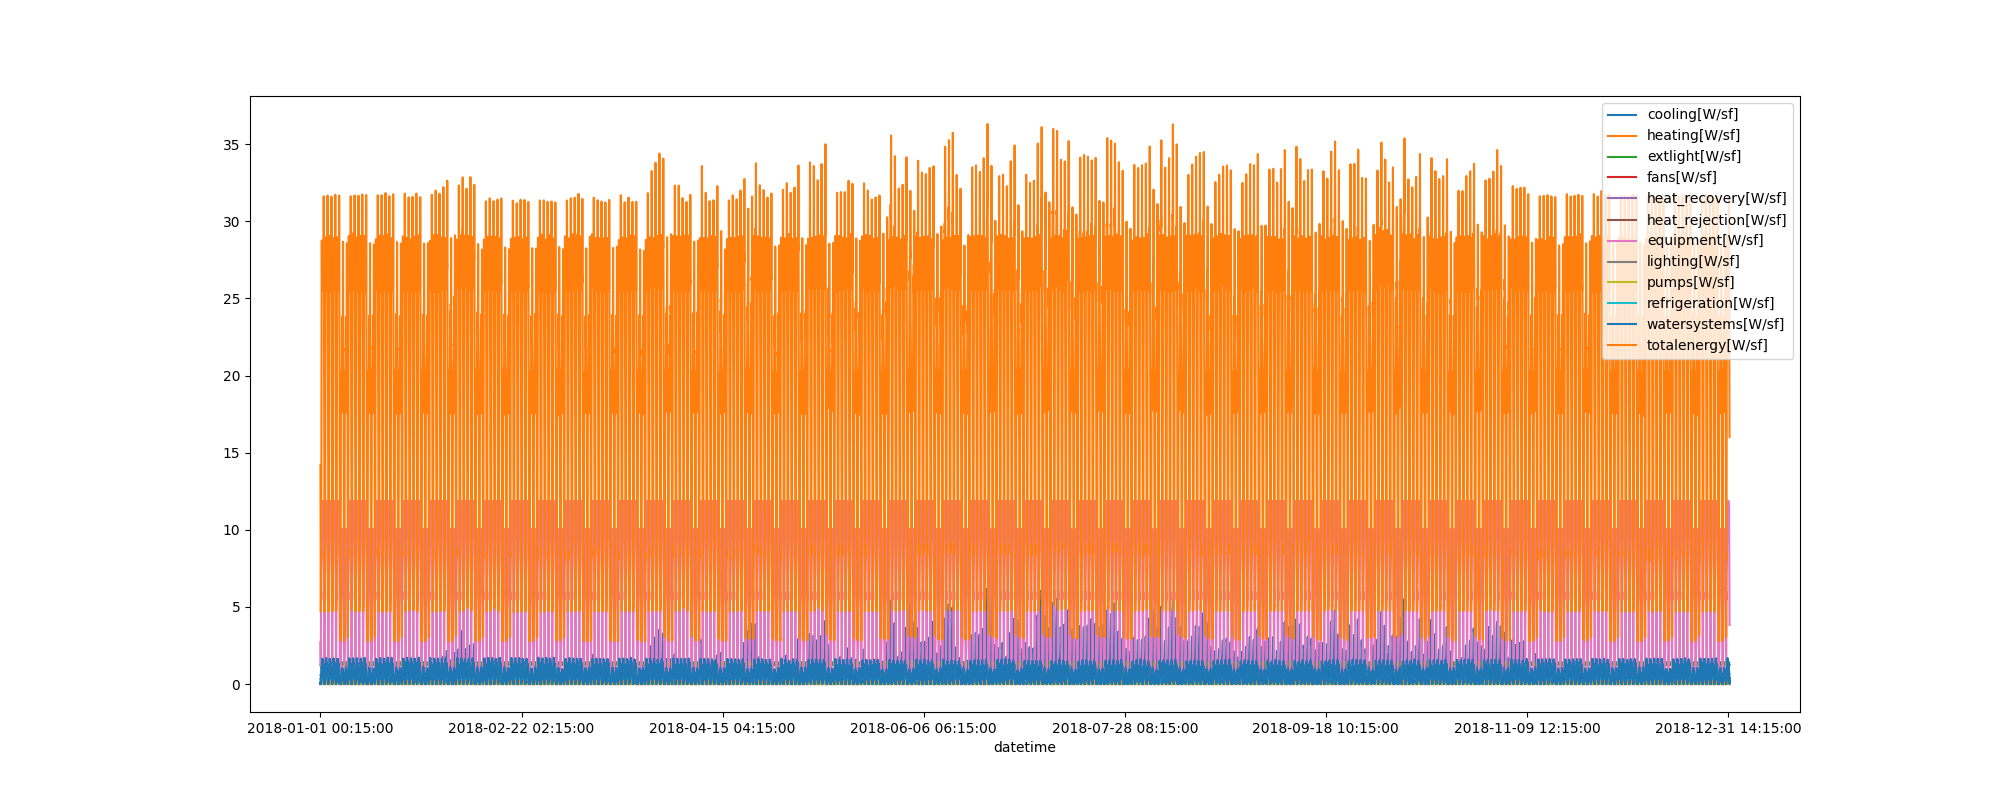 35
30
25
20
15
10
5
0
cooling[W/sf]
heating[W/sf]
extlight[W/sf]
fans[W/sf]
heat_recovery[W/sf]
heat_rejection[W/sf]
equipment[W/sf]
lighting[W/sf]
pumps[W/sf]
refrigeration[W/sf]
watersystems[W/sf]
totalenergy[W/sf]
2018-01-01 00:15:00 2018-02-22 02:15:00 2018-04-15 04:15:00 2018-06-06 06:15:00 2018-07-28 08:15:00 2018-09-18 10:15:00 2018-11-09 12:15:00 2018-12-31 14:15:00
datetime